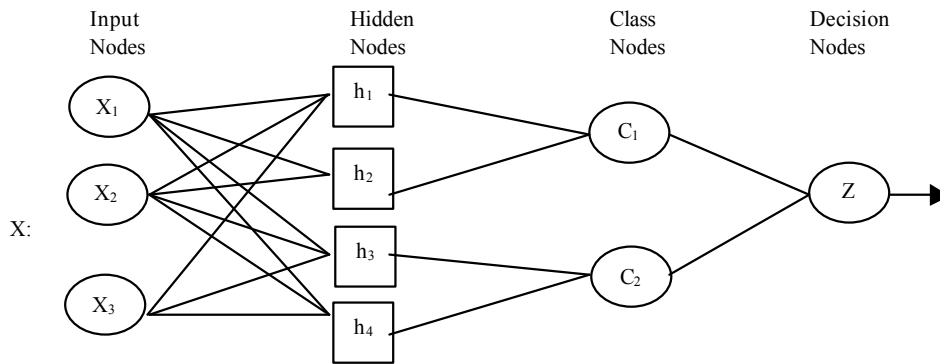 Input
Nodes
Hidden
Nodes
Class
Nodes
Decision
Nodes
X:
X₁
X₂
X₃
h₁
h₂
h₃
h₄
C₁
C₂
Z